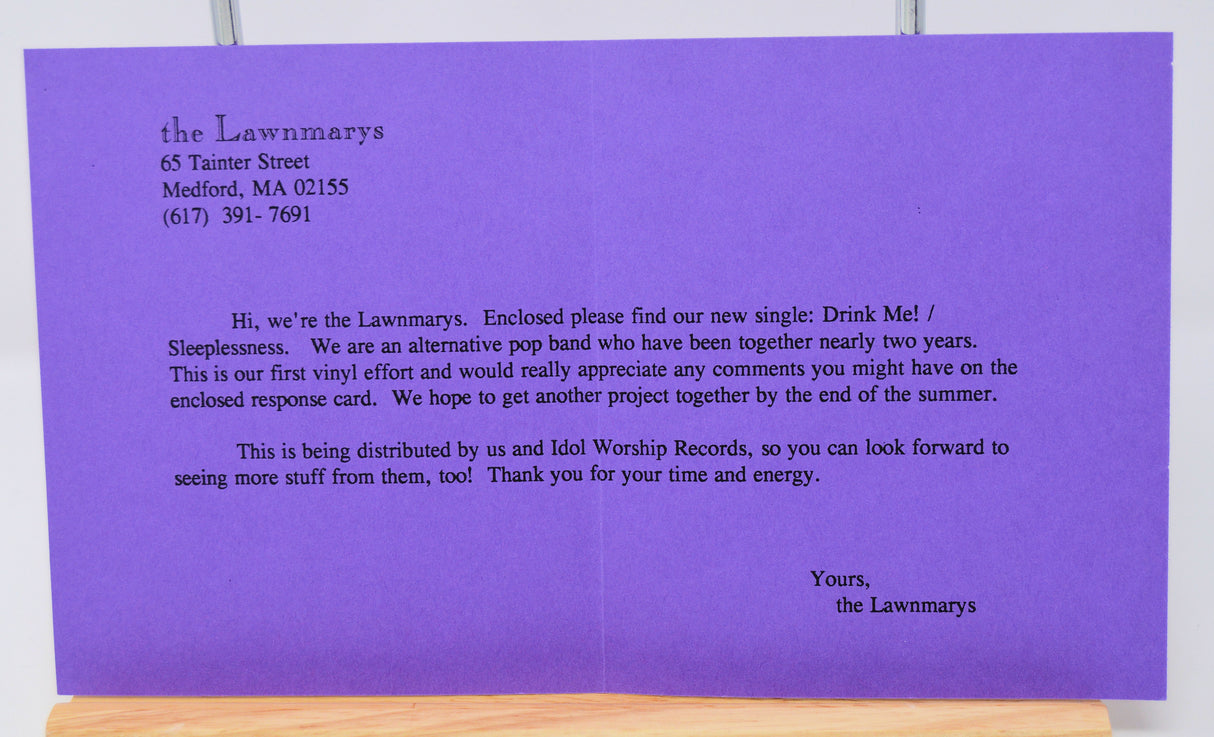 the Lawnmarys
65 Tainter Street
Medford, MA 02155
(617) 391- 7691
Hi, we're the Lawnmarys. Enclosed please find our new single: Drink Me! /
Sleeplessness. We are an alternative pop band who have been together nearly two years.
This is our first vinyl effort and would really appreciate any comments you might have on the
enclosed response card. We hope to get another project together by the end of the summer.
This is being distributed by us and Idol Worship Records, so you can look forward to
seeing more stuff from them, too! Thank you for your time and energy.
Yours,
the Lawnmarys